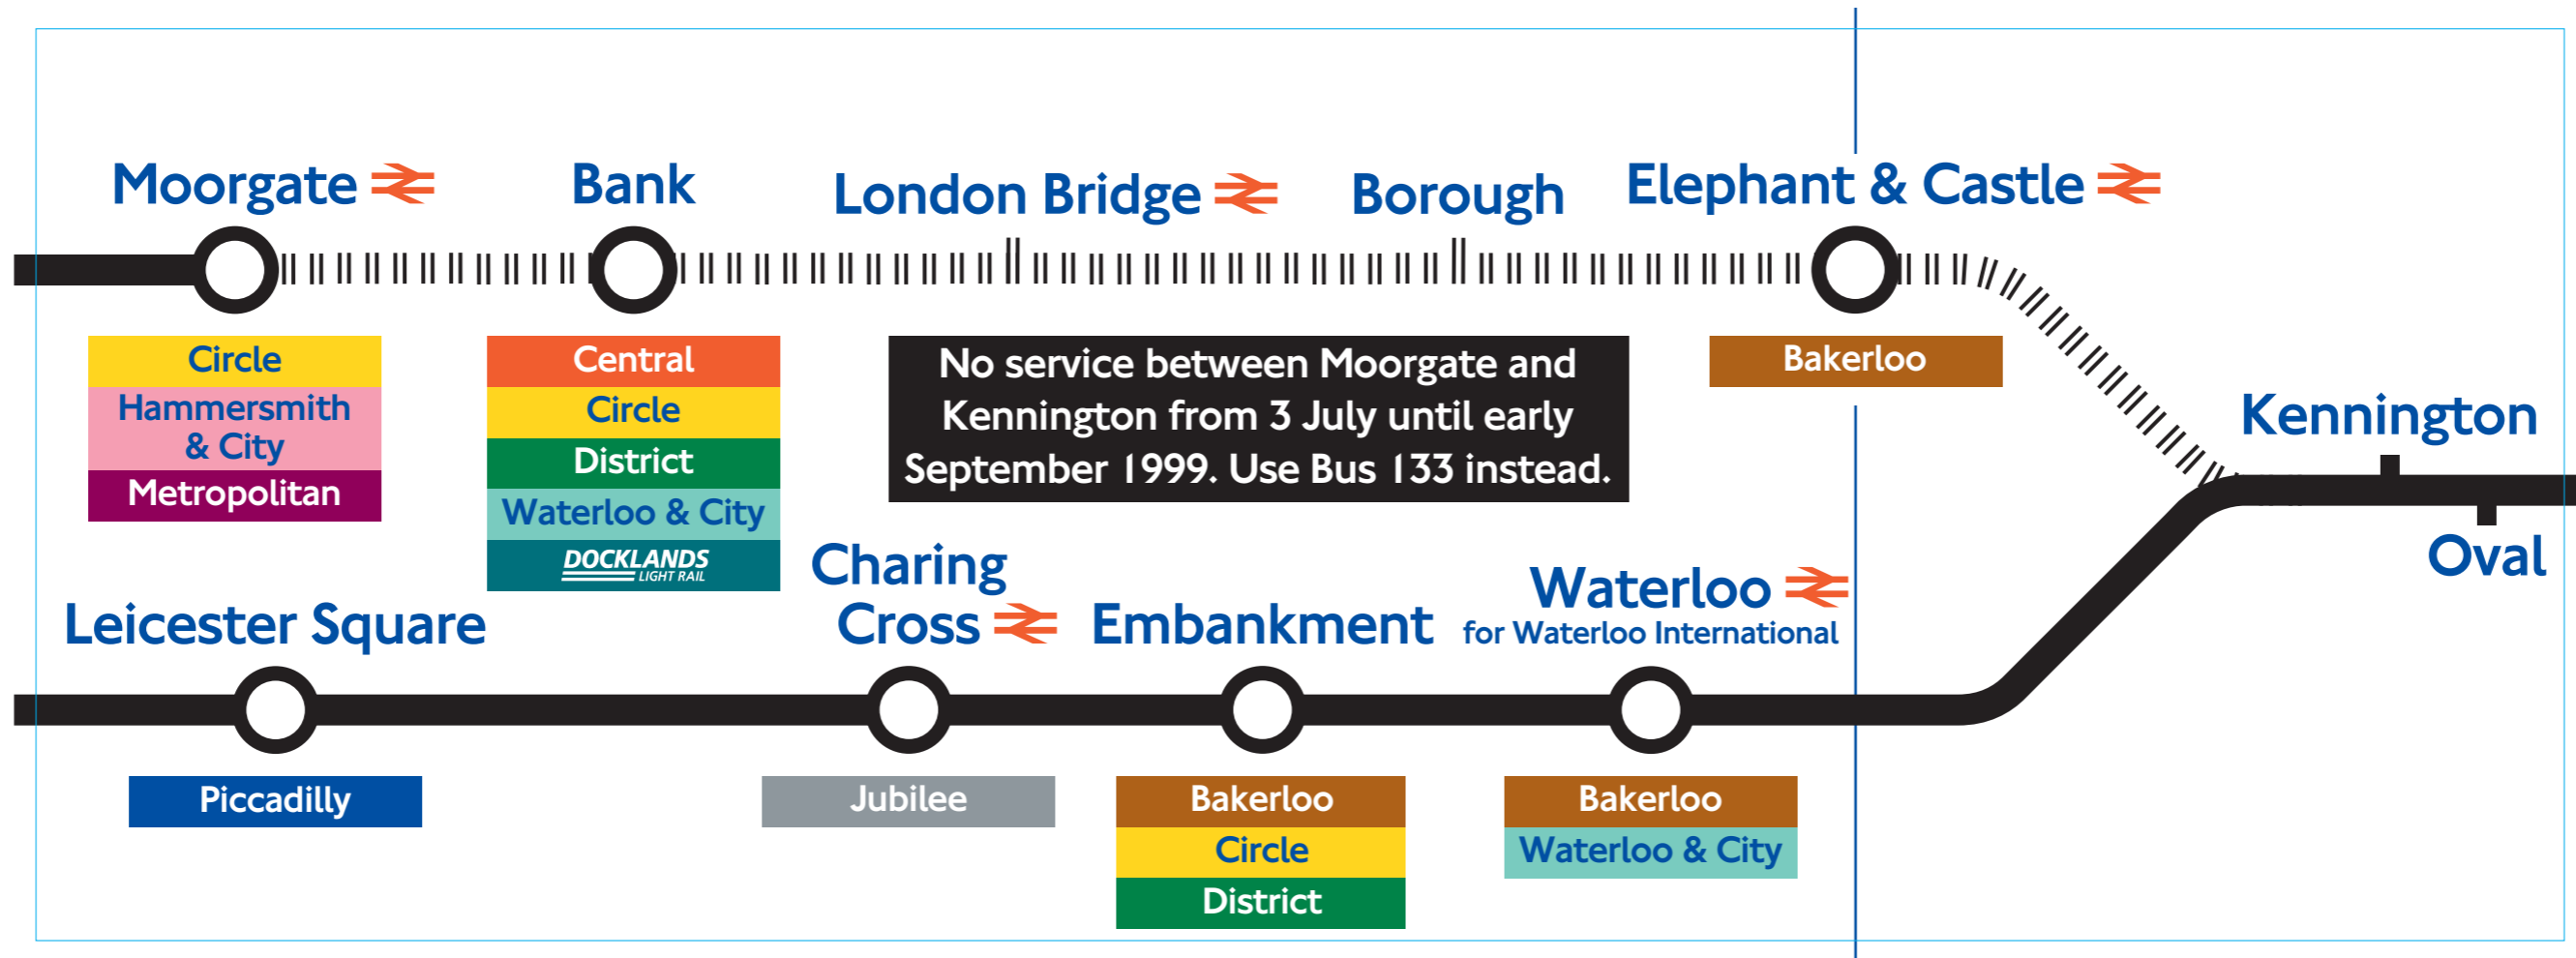 Moorgate
Bank
London Bridge
Borough
Elephant & Castle
Circle
Hammersmith
& City
Metropolitan
Central
Circle
District
Waterloo & City
DOCKLANDS
LIGHT RAIL
No service between Moorgate and
Kennington from 3 July until early
September 1999. Use Bus 133 instead.
Bakerloo
Kennington
Oval
Leicester Square
Charing
Cross
Embankment
Waterloo
for Waterloo International
Piccadilly
Jubilee
Bakerloo
Circle
District
Bakerloo
Waterloo & City